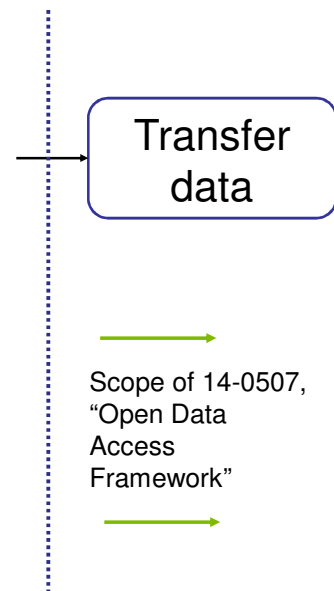 Transfer
data
Scope of 14-0507,
“Open Data
Access
Framework”